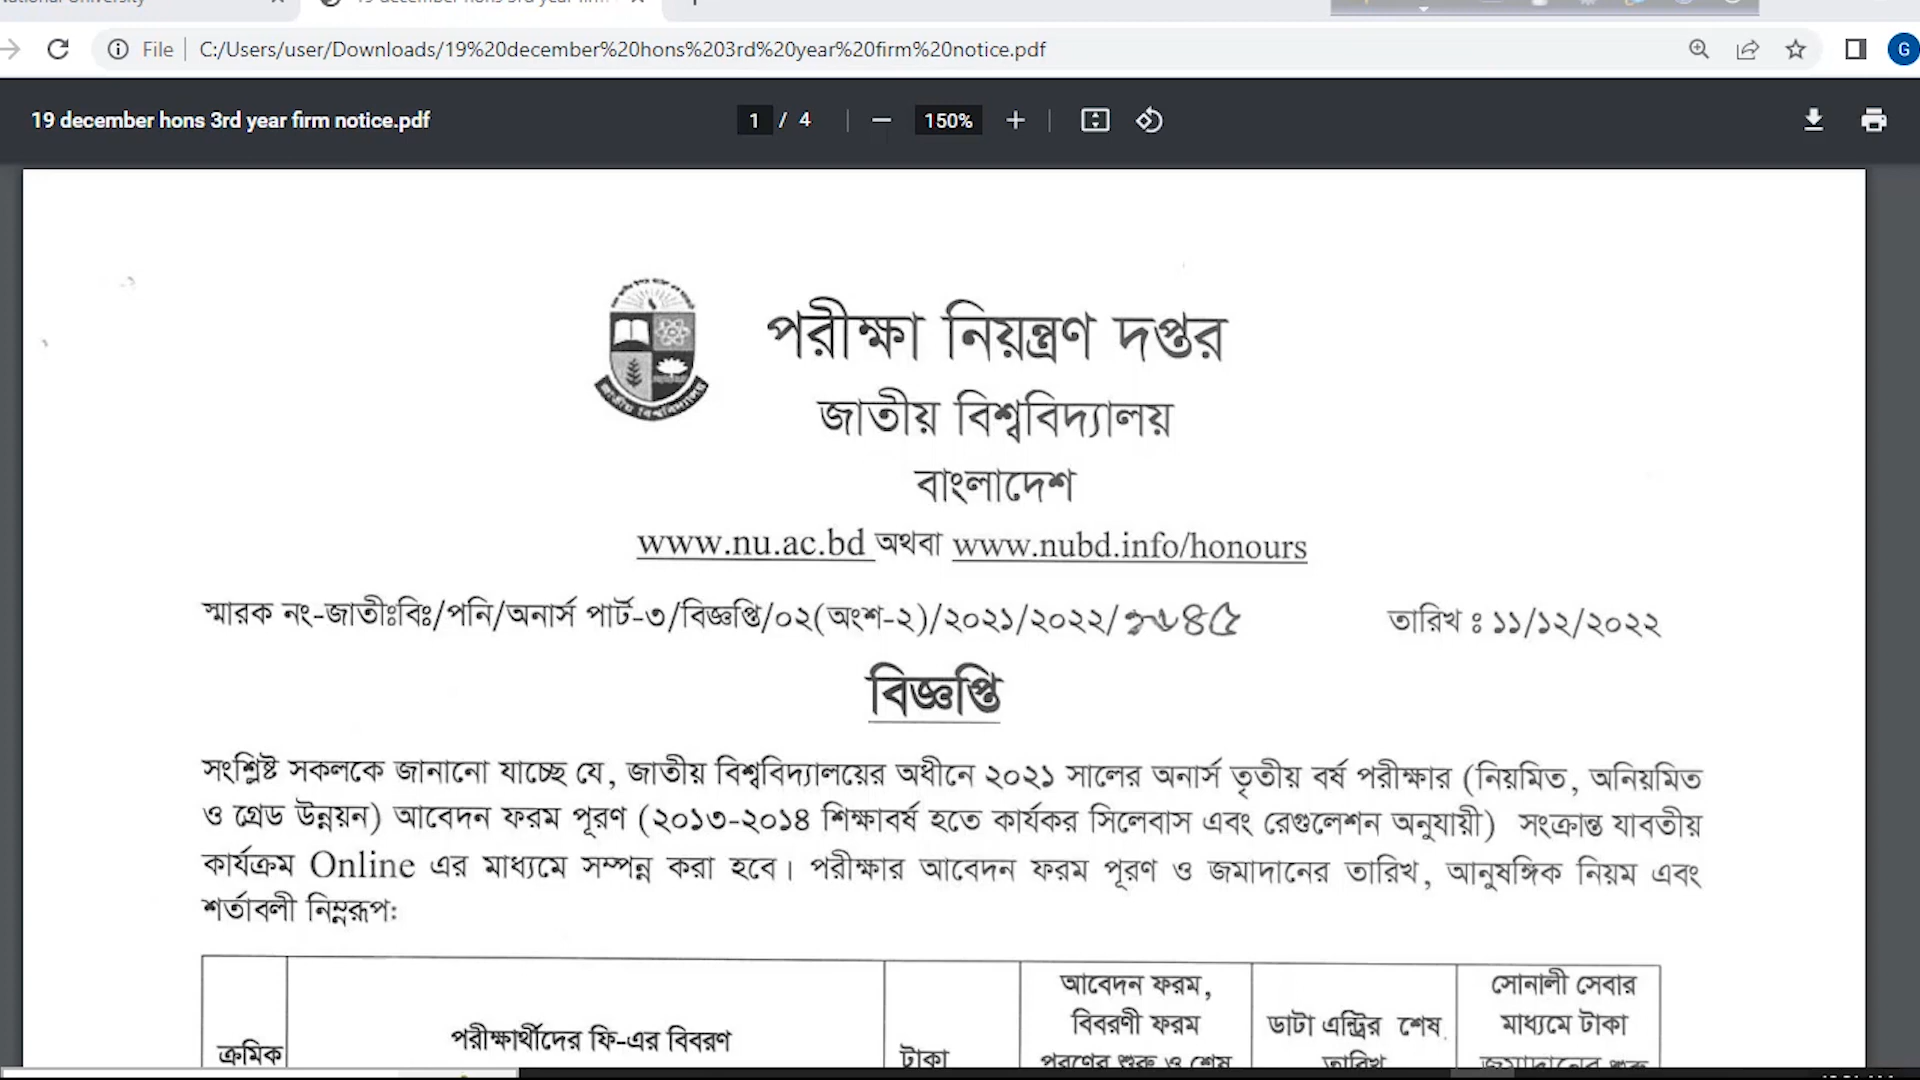 File C:/Users/user/Downloads/19%20december%20hons%203rd%20year%20firm%20notice.pdf
G
19 december hons 3rd year firm notice.pdf
1 / 4
150%
পরীক্ষা নিয়ন্ত্রণ দপ্তর
জাতীয় বিশ্ববিদ্যালয়
বাংলাদেশ
www.nu.ac.bd অথবা www.nubd.info/honours
স্মারক নং-জাতীঃবিঃ/পনি/অনার্স পার্ট-৩/বিজ্ঞপ্তি/০২(অংশ-২)/২০২১/২০২২/
তারিখ ঃ ১১/১২/২০২২
বিজ্ঞপ্তি
সংশ্লিষ্ট সকলকে জানানো যাচ্ছে যে, জাতীয় বিশ্ববিদ্যালয়ের অধীনে ২০২১ সালের অনার্স তৃতীয় বর্ষ পরীক্ষার (নিয়মিত, অনিয়মিত
ও গ্রেড উন্নয়ন) আবেদন ফরম পূরণ (২০১৩-২০১৪ শিক্ষাবর্ষ হতে কার্যকর সিলেবাস এবং রেগুলেশন অনুযায়ী) সংক্রান্ত যাবতীয়
কার্যক্রম Online এর মাধ্যমে সম্পন্ন করা হবে। পরীক্ষার আবেদন ফরম পূরণ ও জমাদানের তারিখ, আনুষঙ্গিক নিয়ম এবং
শর্তাবলী নিম্নরূপ:
ক্রমিক
পরীক্ষার্থীদের ফি-এর বিবরণ
টাকা
আবেদন ফরম,
বিবরণী ফরম
পূরণের শুরু ও শেষ
ডাটা এন্ট্রির শেষ
তারিখ
সোনালী সেবার
মাধ্যমে টাকা
জমাদানের শুরু